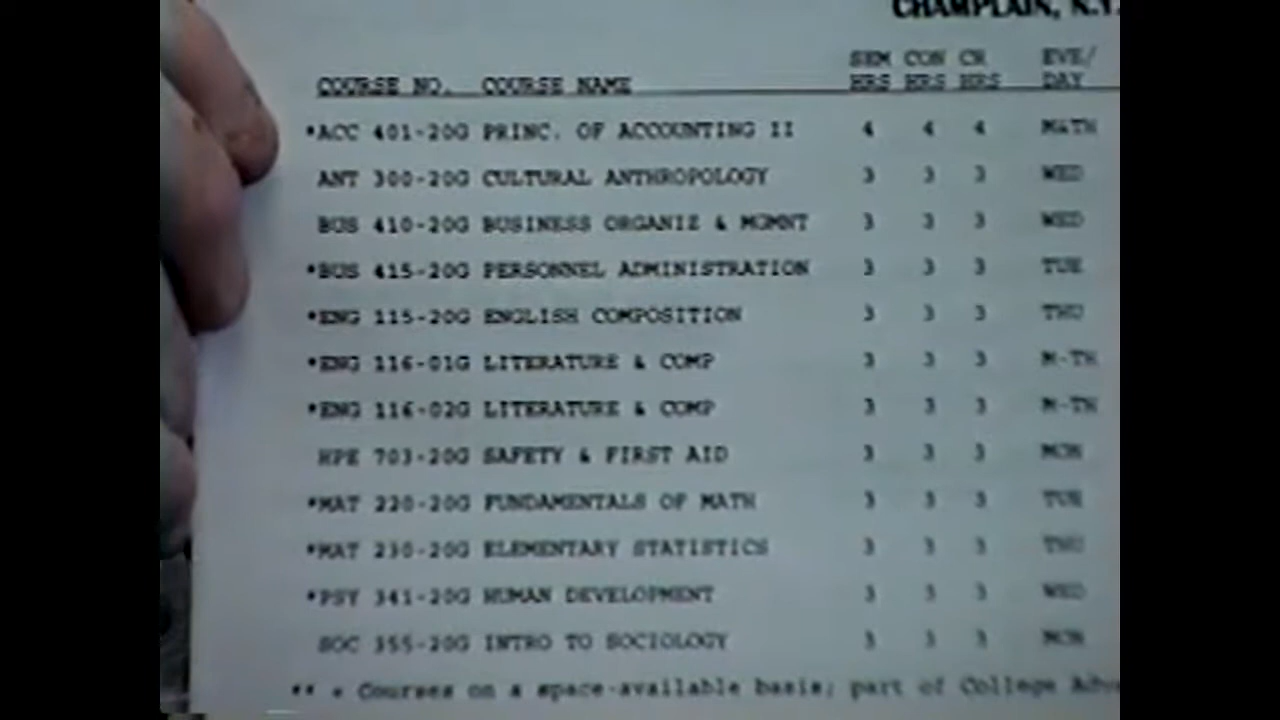 CHAMPLAIN, N.Y.
SEM CON CR EVE/
COURSE NO. COURSE NAME HRS HRS HRS DAY
*ACC 401-20G PRINC. OF ACCOUNTING II 4 4 4 M&TH
ANT 300-20G CULTURAL ANTHROPOLOGY 3 3 3 WED
BUS 410-20G BUSINESS ORGANIZ & MGMNT 3 3 3 WED
*BUS 415-20G PERSONNEL ADMINISTRATION 3 3 3 TUE
*ENG 115-20G ENGLISH COMPOSITION 3 3 3 THU
*ENG 116-01G LITERATURE & COMP 3 3 3 M-TH
*ENG 116-02G LITERATURE & COMP 3 3 3 M-TH
HPE 703-20G SAFETY & FIRST AID 3 3 3 MON
*MAT 220-20G FUNDAMENTALS OF MATH 3 3 3 TUE
*MAT 230-20G ELEMENTARY STATISTICS 3 3 3 THU
*PSY 341-20G HUMAN DEVELOPMENT 3 3 3 WED
SOC 355-20G INTRO TO SOCIOLOGY 3 3 3 MON
** = Courses on a space-available basis; part of College